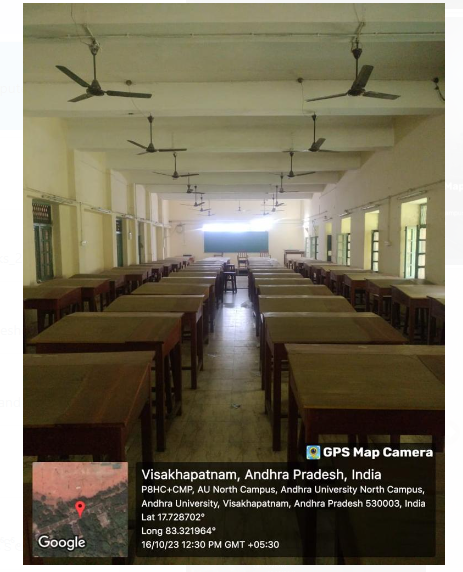 GPS Map Camera
Visakhapatnam, Andhra Pradesh, India
P8HC+CMP, AU North Campus, Andhra University North Campus,
Andhra University, Visakhapatnam, Andhra Pradesh 530003, India
Lat 17.728702°
Long 83.321964°
16/10/23 12:30 PM GMT +05:30
Google